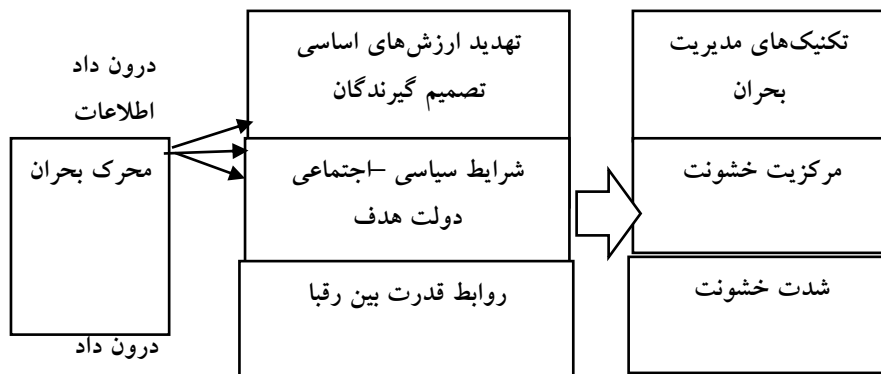 درون داد
اطلاعات
محرک بحران
درون داد
تهدید ارزش‌های اساسی
تصمیم گیرندگان
شرایط سیاسی –اجتماعی
دولت هدف
روابط قدرت بین رقبا
تکنیک‌های مدیریت
بحران
مرکزیت خشونت
شدت خشونت